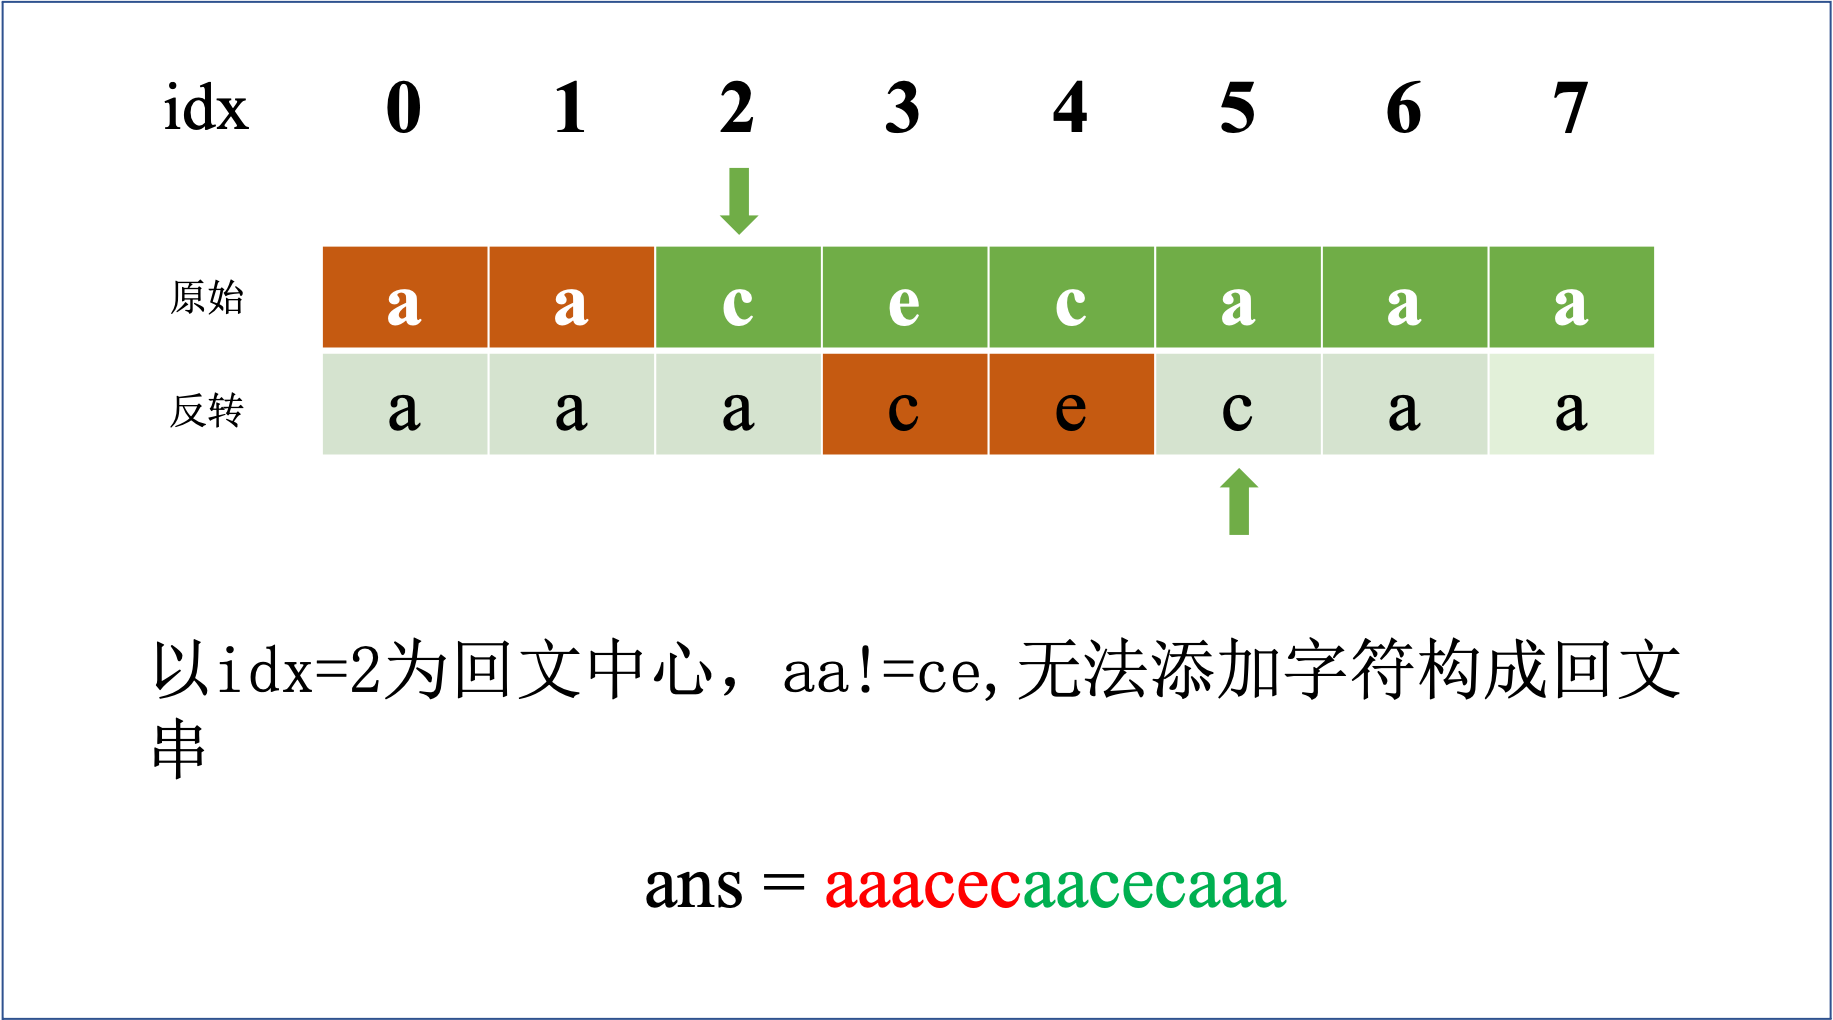 idx 0 1 2 3 4 5 6 7
原始 a a c e c a a a
反转 a a a c e c a a
以idx=2为回文中心，aa!=ce,无法添加字符构成回文
串
ans = aaacecaacecaaa